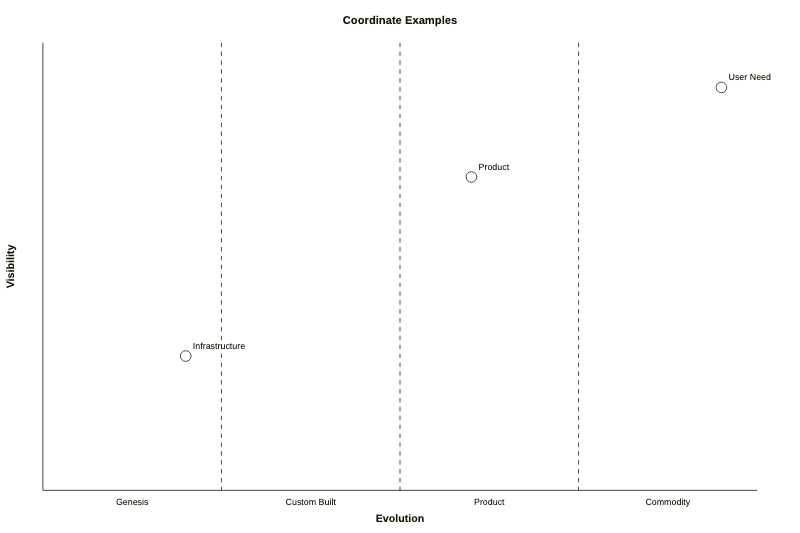 Coordinate Examples
User Need
Product
Visibility
Infrastructure
Genesis
Custom Built
Product
Commodity
Evolution